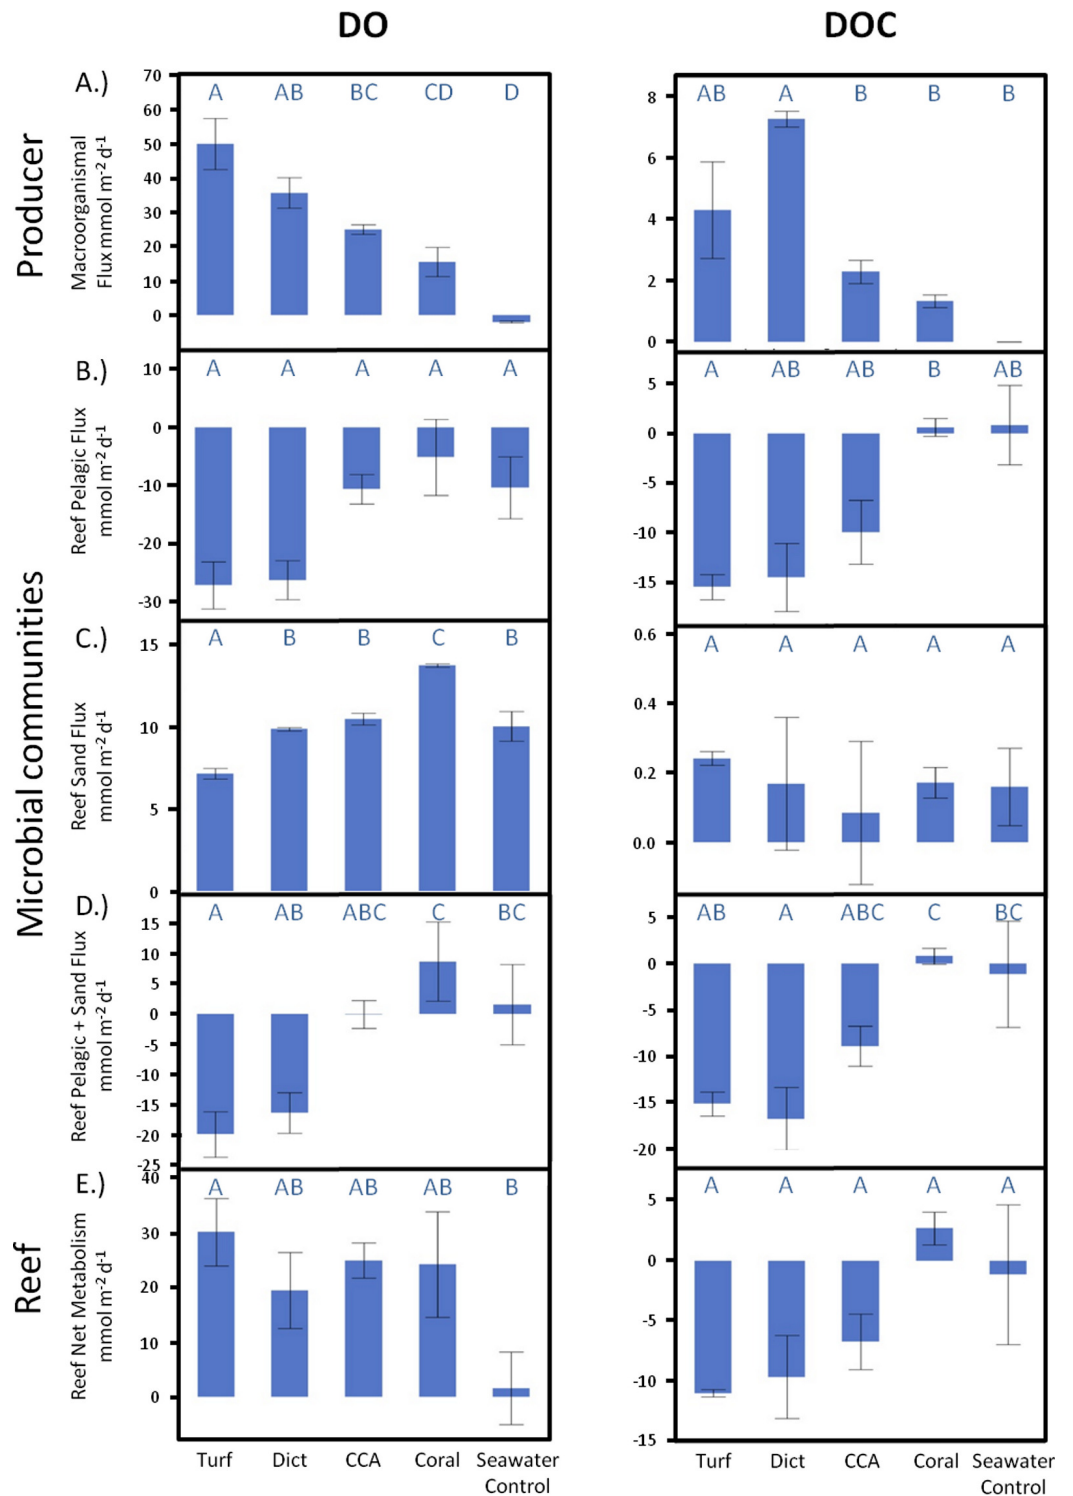 DO
DOC
Producer
A.)
Macroorganismal
Flux mmol m-2 d-1
70
60
50
40
30
20
10
0
A AB BC CD D
8
6
4
2
0
AB A B B B
Microbial communities
B.)
Reef Pelagic Flux
mmol m-2 d-1
10
0
-10
-20
-30
A A A A A
5
0
-5
-10
-15
A AB AB B AB
C.)
Reef Sand Flux
mmol m-2 d-1
15
10
5
0
A B B C B
0.6
0.4
0.2
0.0
A A A A A
D.)
Reef Pelagic + Sand Flux
mmol m-2 d-1
15
10
5
0
-5
-10
-15
-20
-25
A AB ABC C BC
5
0
-5
-10
-15
-20
AB A ABC C BC
Reef
E.)
Reef Net Metabolism
mmol m-2 d-1
40
30
20
10
0
A AB AB AB B
5
0
-5
-10
-15
A A A A A
Turf Dict CCA Coral Seawater
Control
Turf Dict CCA Coral Seawater
Control